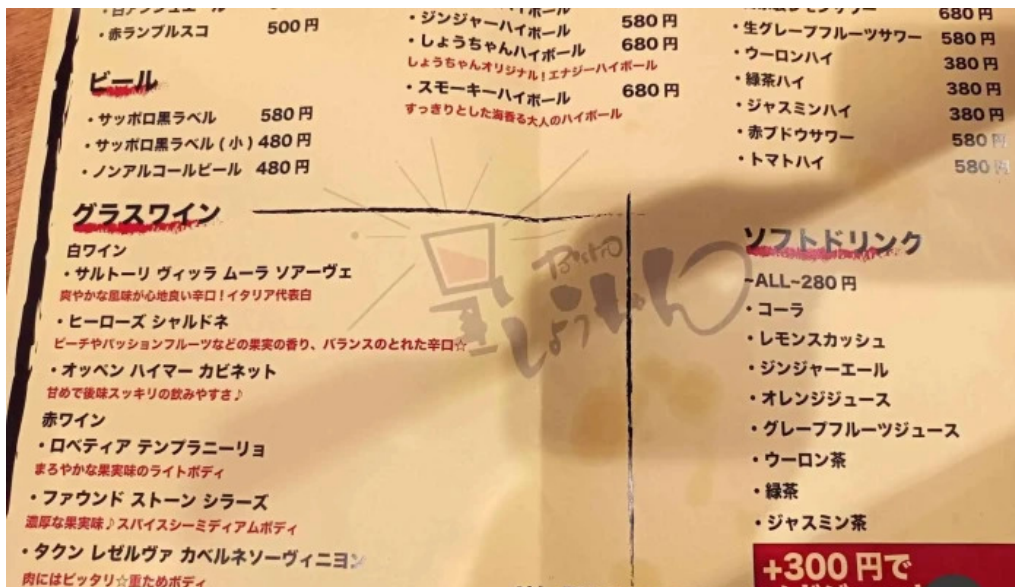 ・赤ランブルスコ 500円
ビール
・サッポロ黒ラベル 580円
・サッポロ黒ラベル(小) 480円
・ノンアルコールビール 480円
・ジンジャーハイボール 580円
・しょうちゃんハイボール 680円
しょうちゃんオリジナル!エナジーハイボール
・スモーキーハイボール 680円
すっきりとした海香る大人のハイボール
680円
・生グレープフルーツサワー 580円
・ウーロンハイ 380円
・緑茶ハイ 380円
・ジャスミンハイ 380円
・赤ブドウサワー 580円
・トマトハイ 580円
グラスワイン
白ワイン
・サルトーリ ヴィッラ ムーラ ソアーヴェ
爽やかな風味が心地良い辛口!イタリア代表白
・ヒーローズ シャルドネ
ピーチやパッションフルーツなどの果実の香り、バランスのとれた辛口☆
・オッペン ハイマー カビネット
甘めで後味スッキリの飲みやすさ♪
赤ワイン
・ロベティア テンプラニーリョ
まろやかな果実味のライトボディ
・ファウンド ストーン シラーズ
濃厚な果実味♪スパイスシーミディアムボディ
・タクン レゼルヴァ カベルネソーヴィニヨン
肉にはピッタリ☆重ためボディ
Bistro
しょうちゃん
ソフトドリンク
~ALL~280円
・コーラ
・レモンスカッシュ
・ジンジャーエール
・オレンジジュース
・グレープフルーツジュース
・ウーロン茶
・緑茶
・ジャスミン茶
+300円で